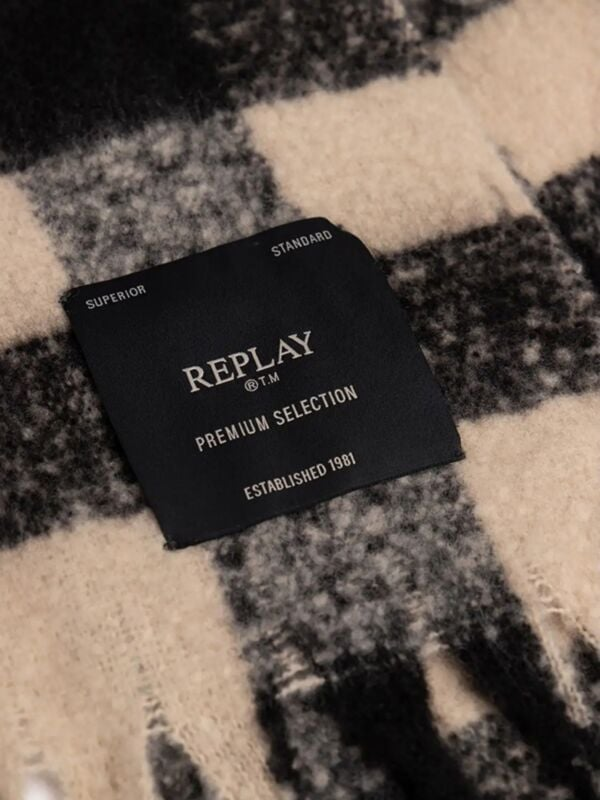 SUPERIOR
STANDARD
REPLAY
® T.M
PREMIUM SELECTION
ESTABLISHED 1981